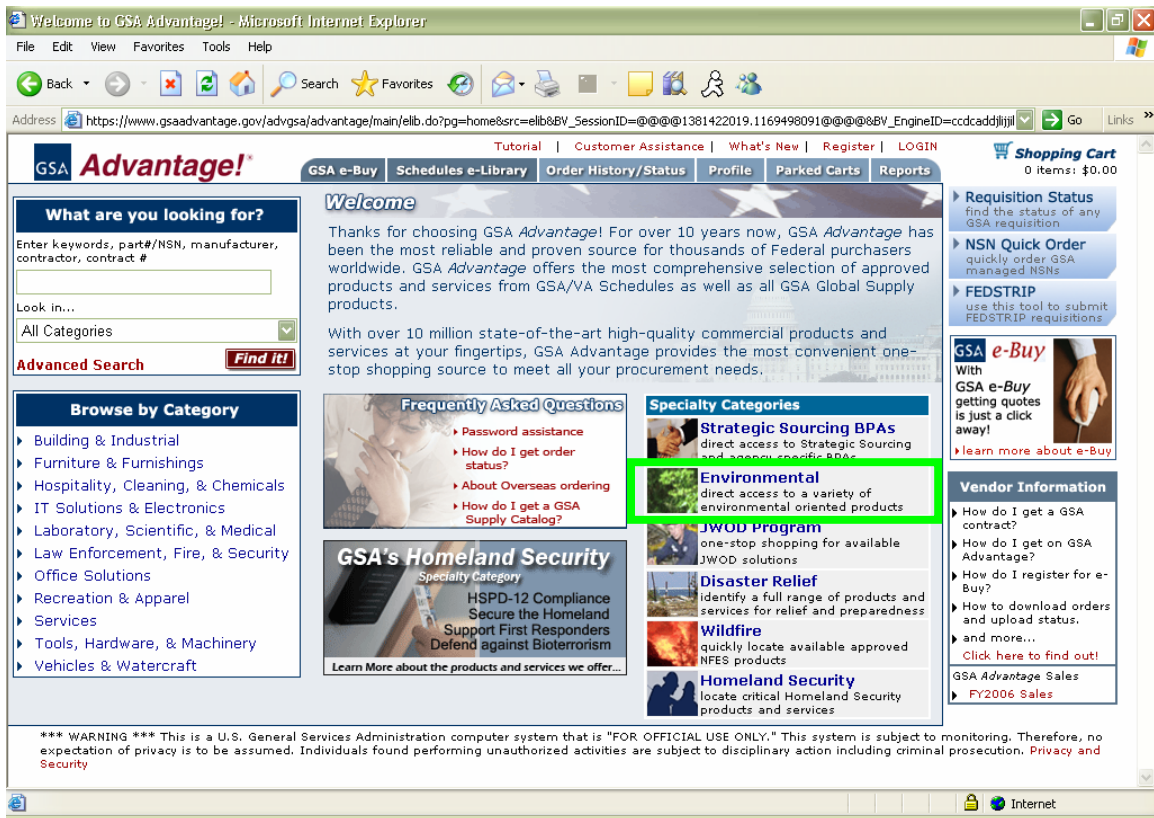 Welcome to GSA Advantage! - Microsoft Internet Explorer
File Edit View Favorites Tools Help
Back Search Favorites
Address https://www.gsaadvantage.gov/advgsa/advantage/main/elib.do?pg=home&src=elib&BV_SessionID=@@@@1381422019.1169498091@@@@&BV_EngineID=ccdcaddjlijjil Go Links »
Tutorial | Customer Assistance | What's New | Register | LOGIN
GSA Advantage!
GSA e-Buy Schedules e-Library Order History/Status Profile Parked Carts Reports
Shopping Cart
0 items: $0.00
What are you looking for?
Enter keywords, part#/NSN, manufacturer,
contractor, contract #
Look in...
All Categories
Advanced Search Find it!
Browse by Category
Building & Industrial
Furniture & Furnishings
Hospitality, Cleaning, & Chemicals
IT Solutions & Electronics
Laboratory, Scientific, & Medical
Law Enforcement, Fire, & Security
Office Solutions
Recreation & Apparel
Services
Tools, Hardware, & Machinery
Vehicles & Watercraft
Welcome
Thanks for choosing GSA Advantage! For over 10 years now, GSA Advantage has
been the most reliable and proven source for thousands of Federal purchasers
worldwide. GSA Advantage offers the most comprehensive selection of approved
products and services from GSA/VA Schedules as well as all GSA Global Supply
products.
With over 10 million state-of-the-art high-quality commercial products and
services at your fingertips, GSA Advantage provides the most convenient one-
stop shopping source to meet all your procurement needs.
Frequently Asked Questions
Password assistance
How do I get order
status?
About Overseas ordering
How do I get a GSA
Supply Catalog?
GSA's Homeland Security
Specialty Category
HSPD-12 Compliance
Secure the Homeland
Support First Responders
Defend against Bioterrorism
Learn More about the products and services we offer...
Specialty Categories
Strategic Sourcing BPAs
direct access to Strategic Sourcing
and agency specific BPAs
Environmental
direct access to a variety of
environmental oriented products
JWOD Program
one-stop shopping for available
JWOD solutions
Disaster Relief
identify a full range of products and
services for relief and preparedness
Wildfire
quickly locate available approved
NFES products
Homeland Security
locate critical Homeland Security
products and services
Requisition Status
find the status of any
GSA requisition
NSN Quick Order
quickly order GSA
managed NSNs
FEDSTRIP
use this tool to submit
FEDSTRIP requisitions
GSA e-Buy
With
GSA e-Buy
getting quotes
is just a click
away!
learn more about e-Buy
Vendor Information
How do I get a GSA
contract?
How do I get on GSA
Advantage?
How do I register for e-
Buy?
How to download orders
and upload status.
and more...
Click here to find out!
GSA Advantage Sales
FY2006 Sales
*** WARNING *** This is a U.S. General Services Administration computer system that is "FOR OFFICIAL USE ONLY." This system is subject to monitoring. Therefore, no
expectation of privacy is to be assumed. Individuals found performing unauthorized activities are subject to disciplinary action including criminal prosecution. Privacy and
Security
Internet